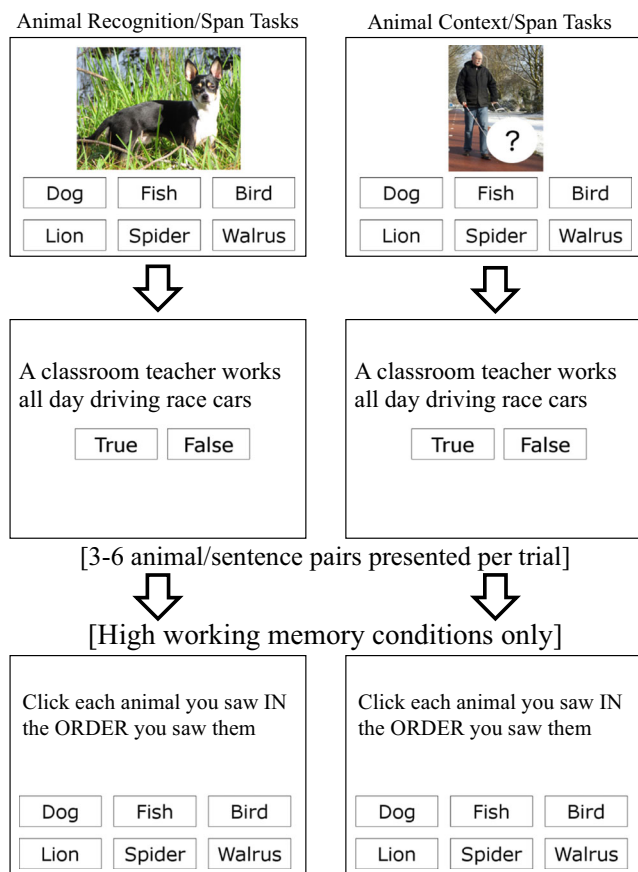 Animal Recognition/Span Tasks
Dog Fish Bird
Lion Spider Walrus
A classroom teacher works
all day driving race cars
True False
Animal Context/Span Tasks
?
Dog Fish Bird
Lion Spider Walrus
A classroom teacher works
all day driving race cars
True False
[3-6 animal/sentence pairs presented per trial]
[High working memory conditions only]
Click each animal you saw IN
the ORDER you saw them
Dog Fish Bird
Lion Spider Walrus
Click each animal you saw IN
the ORDER you saw them
Dog Fish Bird
Lion Spider Walrus